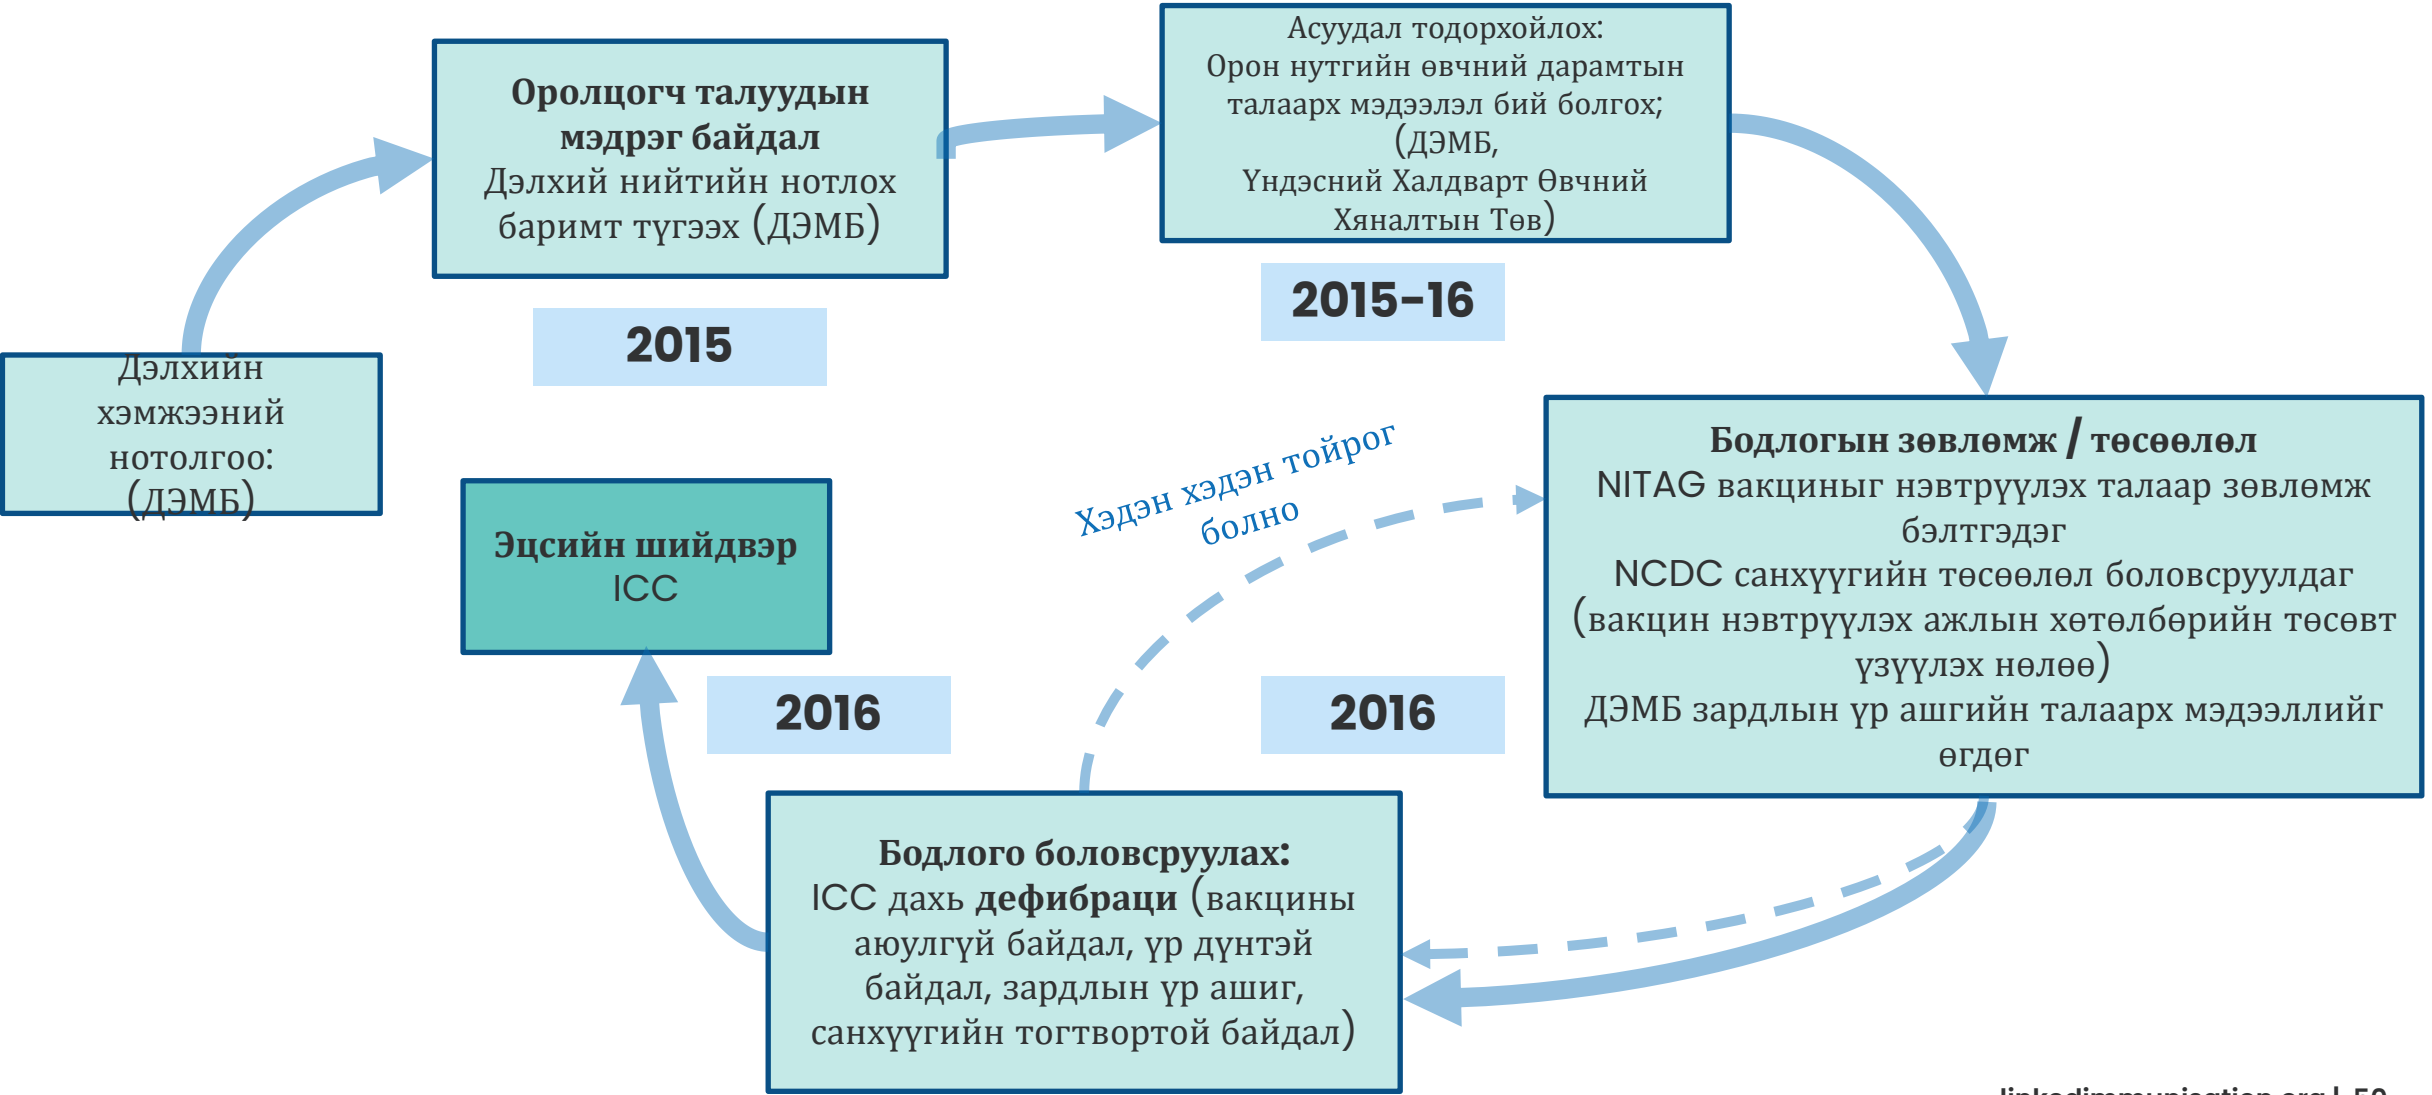 Дэлхийн
хэмжээний
нотолгоо:
(ДЭМБ)
Оролцогч талуудын
мэдрэг байдал
Дэлхий нийтийн нотлох
баримт түгээх (ДЭМБ)
2015
Асуудал тодорхойлох:
Орон нутгийн өвчний дарамтын
талаарх мэдээлэл бий болгох;
(ДЭМБ,
Үндэсний Халдварт Өвчний
Хяналтын Төв)
2015-16
Бодлогын зөвлөмж / төсөөлөл
NITAG вакциныг нэвтрүүлэх талаар зөвлөмж
бэлтгэдэг
NCDC санхүүгийн төсөөлөл боловсруулдаг
(вакцин нэвтрүүлэх ажлын хөтөлбөрийн төсөвт
үзүүлэх нөлөө)
ДЭМБ зардлын үр ашгийн талаарх мэдээллийг
өгдөг
2016
Хэдэн хэдэн тойрог
болно
Бодлого боловсруулах:
ICC дахь дефибраци (вакцины
аюулгүй байдал, үр дүнтэй
байдал, зардлын үр ашиг,
санхүүгийн тогтвортой байдал)
2016
Эцсийн шийдвэр
ICC
linkedimmunisation.org | 50